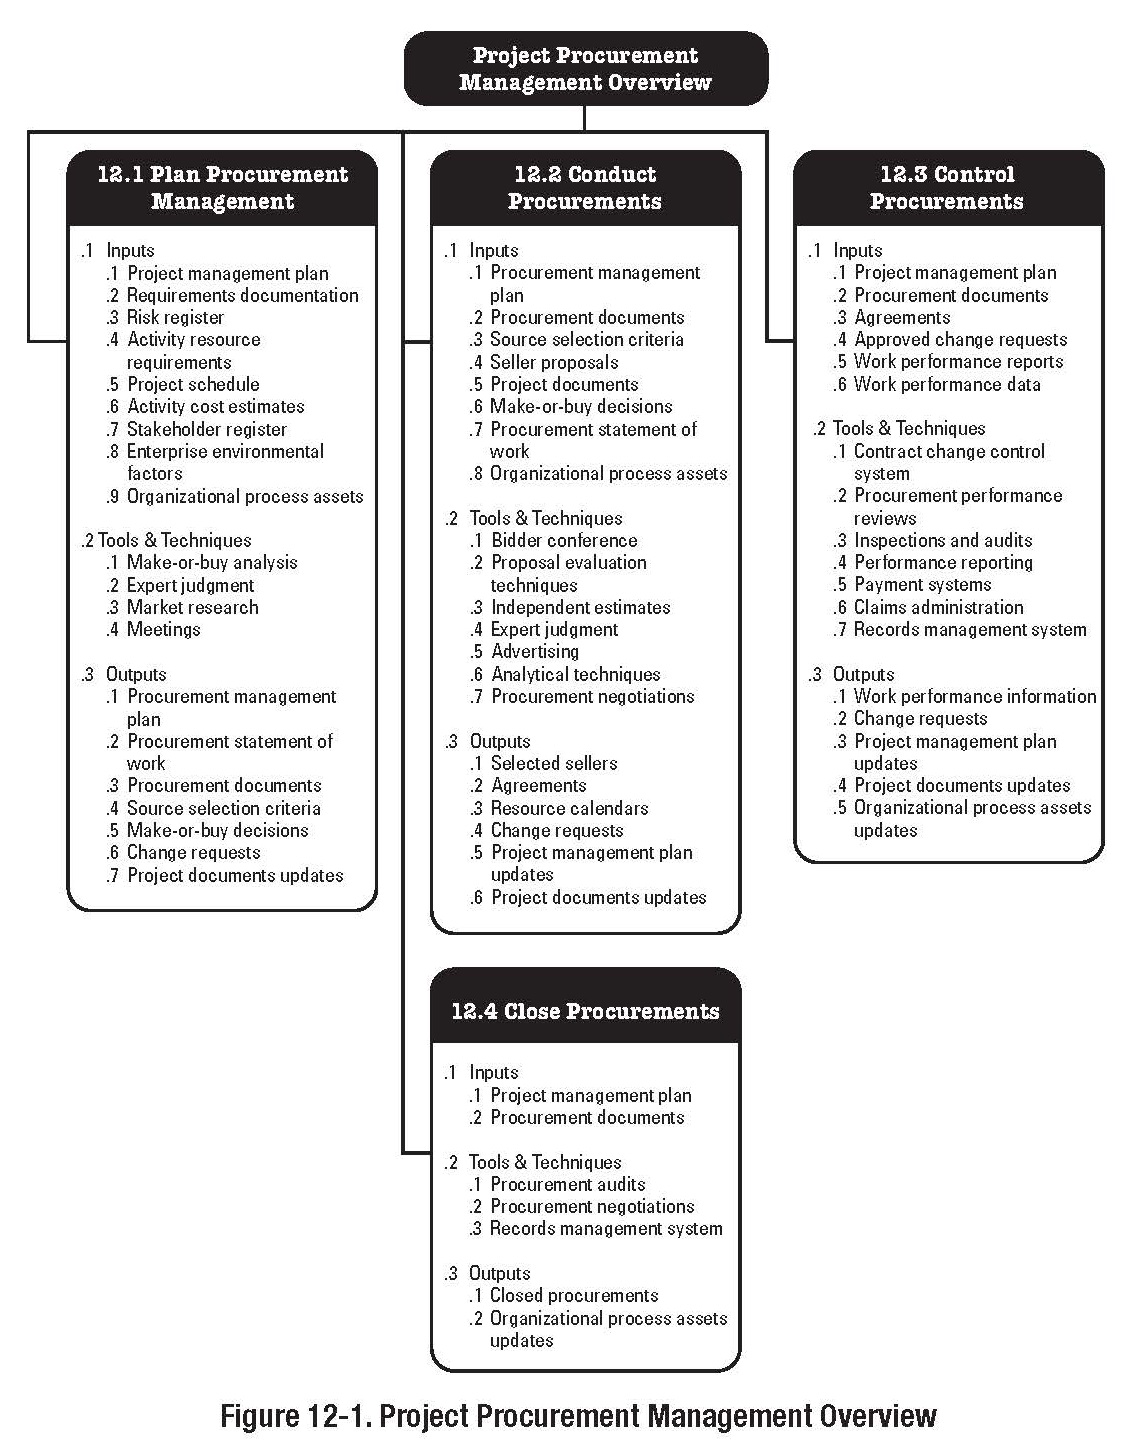 Project Procurement
Management Overview
12.1 Plan Procurement
Management
.1 Inputs
.1 Project management plan
.2 Requirements documentation
.3 Risk register
.4 Activity resource
requirements
.5 Project schedule
.6 Activity cost estimates
.7 Stakeholder register
.8 Enterprise environmental
factors
.9 Organizational process assets
.2 Tools & Techniques
.1 Make-or-buy analysis
.2 Expert judgment
.3 Market research
.4 Meetings
.3 Outputs
.1 Procurement management
plan
.2 Procurement statement of
work
.3 Procurement documents
.4 Source selection criteria
.5 Make-or-buy decisions
.6 Change requests
.7 Project documents updates
12.2 Conduct
Procurements
.1 Inputs
.1 Procurement management
plan
.2 Procurement documents
.3 Source selection criteria
.4 Seller proposals
.5 Project documents
.6 Make-or-buy decisions
.7 Procurement statement of
work
.8 Organizational process assets
.2 Tools & Techniques
.1 Bidder conference
.2 Proposal evaluation
techniques
.3 Independent estimates
.4 Expert judgment
.5 Advertising
.6 Analytical techniques
.7 Procurement negotiations
.3 Outputs
.1 Selected sellers
.2 Agreements
.3 Resource calendars
.4 Change requests
.5 Project management plan
updates
.6 Project documents updates
12.3 Control
Procurements
.1 Inputs
.1 Project management plan
.2 Procurement documents
.3 Agreements
.4 Approved change requests
.5 Work performance reports
.6 Work performance data
.2 Tools & Techniques
.1 Contract change control
system
.2 Procurement performance
reviews
.3 Inspections and audits
.4 Performance reporting
.5 Payment systems
.6 Claims administration
.7 Records management system
.3 Outputs
.1 Work performance information
.2 Change requests
.3 Project management plan
updates
.4 Project documents updates
.5 Organizational process assets
updates
12.4 Close Procurements
.1 Inputs
.1 Project management plan
.2 Procurement documents
.2 Tools & Techniques
.1 Procurement audits
.2 Procurement negotiations
.3 Records management system
.3 Outputs
.1 Closed procurements
.2 Organizational process assets
updates
Figure 12-1. Project Procurement Management Overview